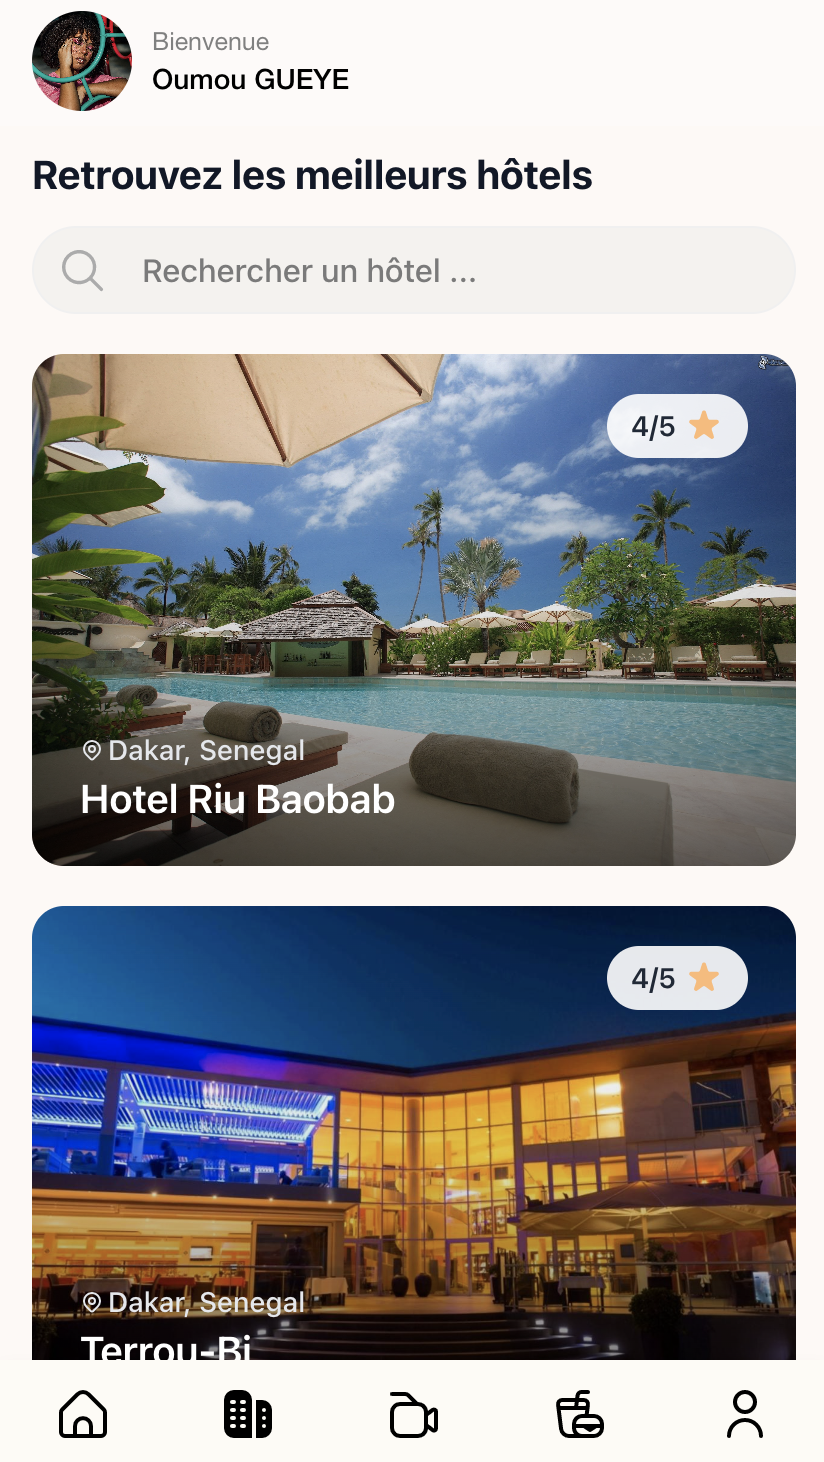 Bienvenue
Oumou GUEYE
Retrouvez les meilleurs hôtels
Rechercher un hôtel ...
4/5
Dakar, Senegal
Hotel Riu Baobab
4/5
Dakar, Senegal
Terrou-Bi